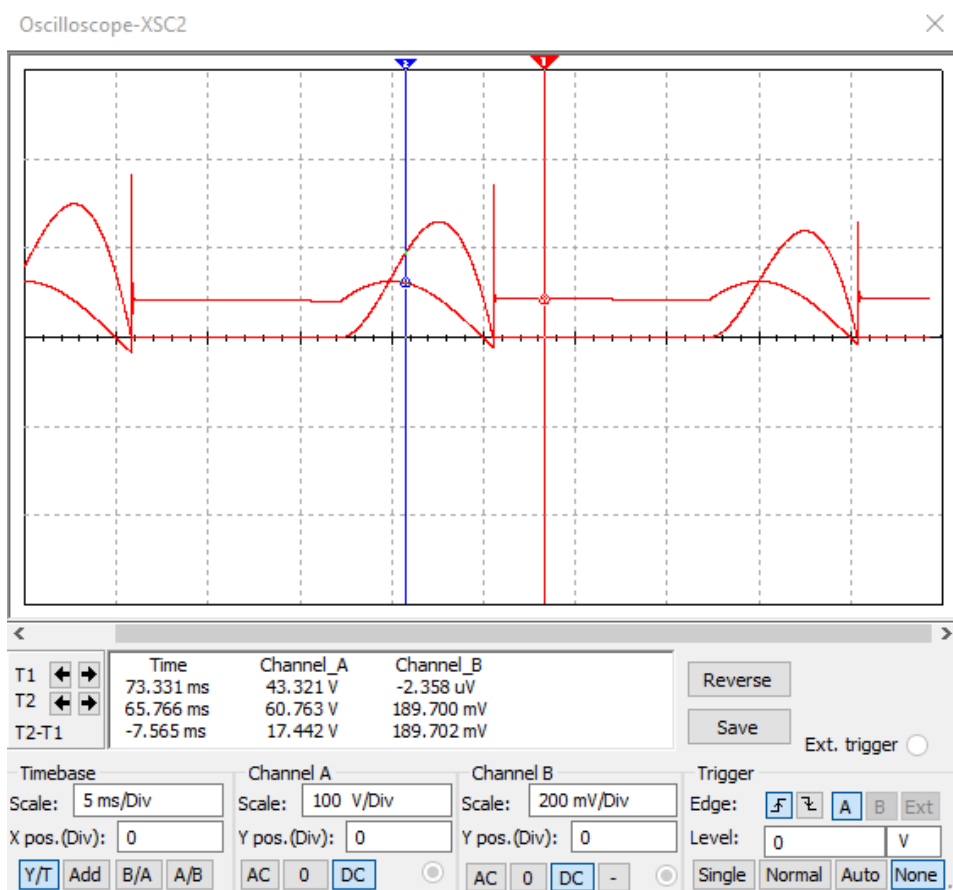 Oscilloscope-XSC2
2 1
Time Channel_A Channel_B
T1 73.331 ms 43.321 V -2.358 uV
T2 65.766 ms 60.763 V 189.700 mV
T2-T1 -7.565 ms 17.442 V 189.702 mV
Reverse
Save
Ext. trigger
Timebase
Scale: 5 ms/Div
X pos.(Div): 0
Y/T Add B/A A/B
Channel A
Scale: 100 V/Div
Y pos.(Div): 0
AC 0 DC
Channel B
Scale: 200 mV/Div
Y pos.(Div): 0
AC 0 DC -
Trigger
Edge: A B Ext
Level: 0 V
Single Normal Auto None